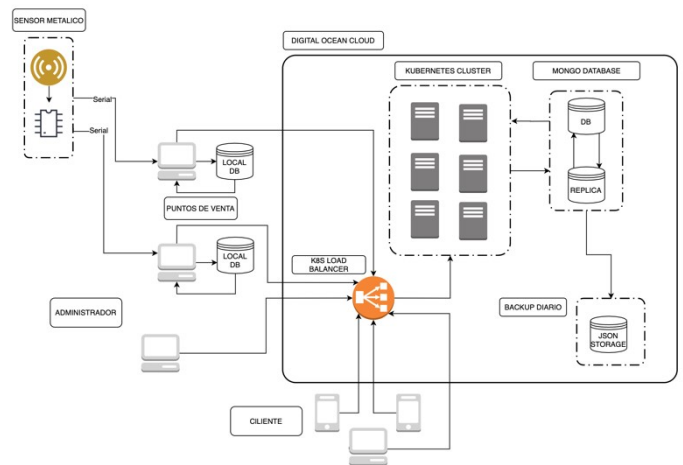 SENSOR METALICO
DIGITAL OCEAN CLOUD
KUBERNETES CLUSTER
MONGO DATABASE
Serial
Serial
DB
REPLICA
LOCAL
DB
PUNTOS DE VENTA
LOCAL
DB
K8S LOAD
BALANCER
ADMINISTRADOR
BACKUP DIARIO
JSON
STORAGE
CILIENTE